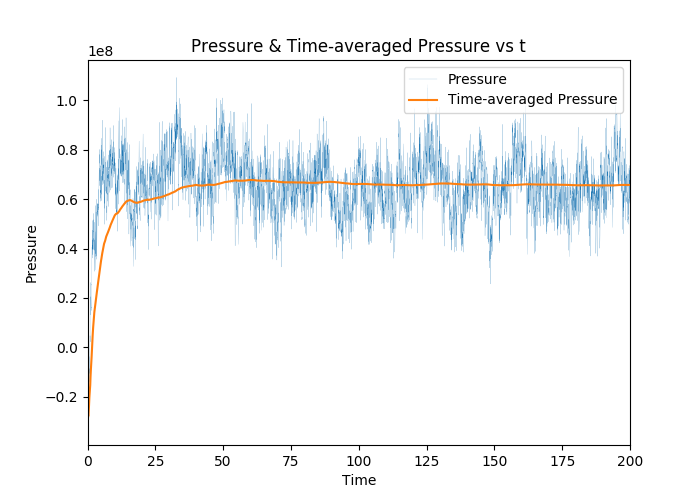 Pressure & Time-averaged Pressure vs t
1e8
Pressure
Time-averaged Pressure
1.0
0.8
0.6
0.4
0.2
0.0
−0.2
Pressure
0 25 50 75 100 125 150 175 200
Time